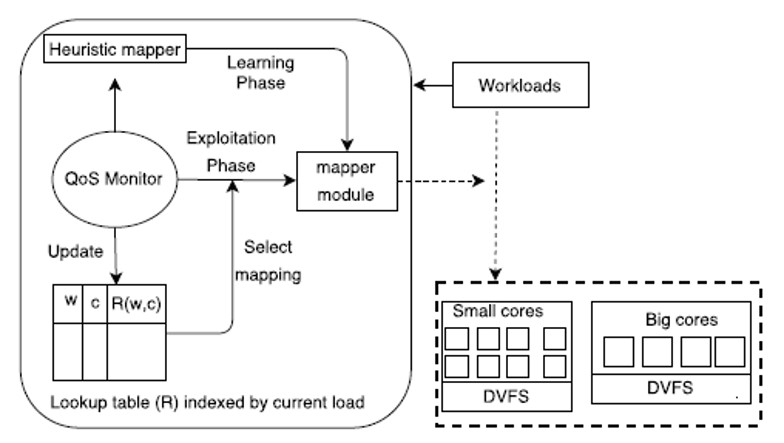 Heuristic mapper
Learning
Phase
Workloads
Exploitation
Phase
QoS Monitor
mapper
module
Update
Select
mapping
w c R(w,c)
Small cores
Big cores
DVFS
DVFS
Lookup table (R) indexed by current load